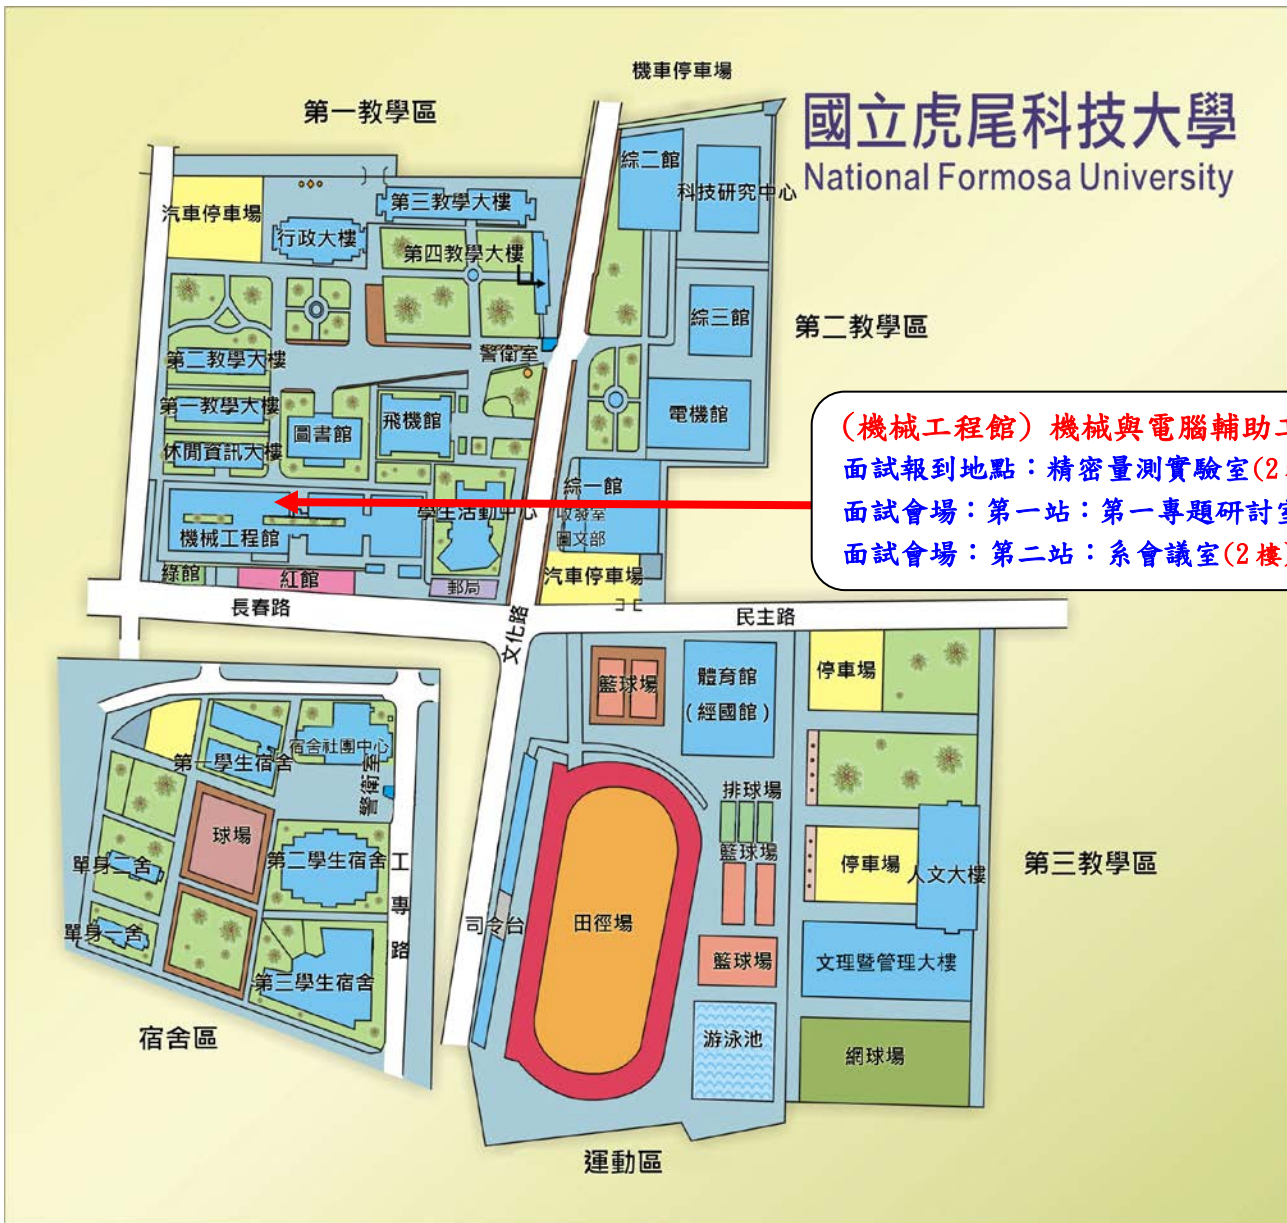 機車停車場
第一教學區
國立虎尾科技大學
National Formosa University
綜二館
科技研究中心
汽車停車場
第三教學大樓
行政大樓
第四教學大樓
綜三館
第二教學區
警衛室
第二教學大樓
第一教學大樓
圖書館
飛機館
電機館
休閒資訊大樓
(機械工程館)機械與電腦輔助
面試報到地點：精密量測實驗室(2
面試會場：第一站：第一專題研討室
面試會場：第二站：系會議室(2樓)
綜一館
收發室
圖文部
學生活動中心
機械工程館
綠館
紅館
郵局
汽車停車場
長春路
文化路
民主路
籃球場
體育館
(經國館)
停車場
第一學生宿舍
宿舍社團中心
警衛室
排球場
球場
籃球場
單身二舍
第二學生宿舍
工專路
停車場
人文大樓
第三教學區
單身一舍
司令台
田徑場
第三學生宿舍
籃球場
文理暨管理大樓
宿舍區
游泳池
網球場
運動區